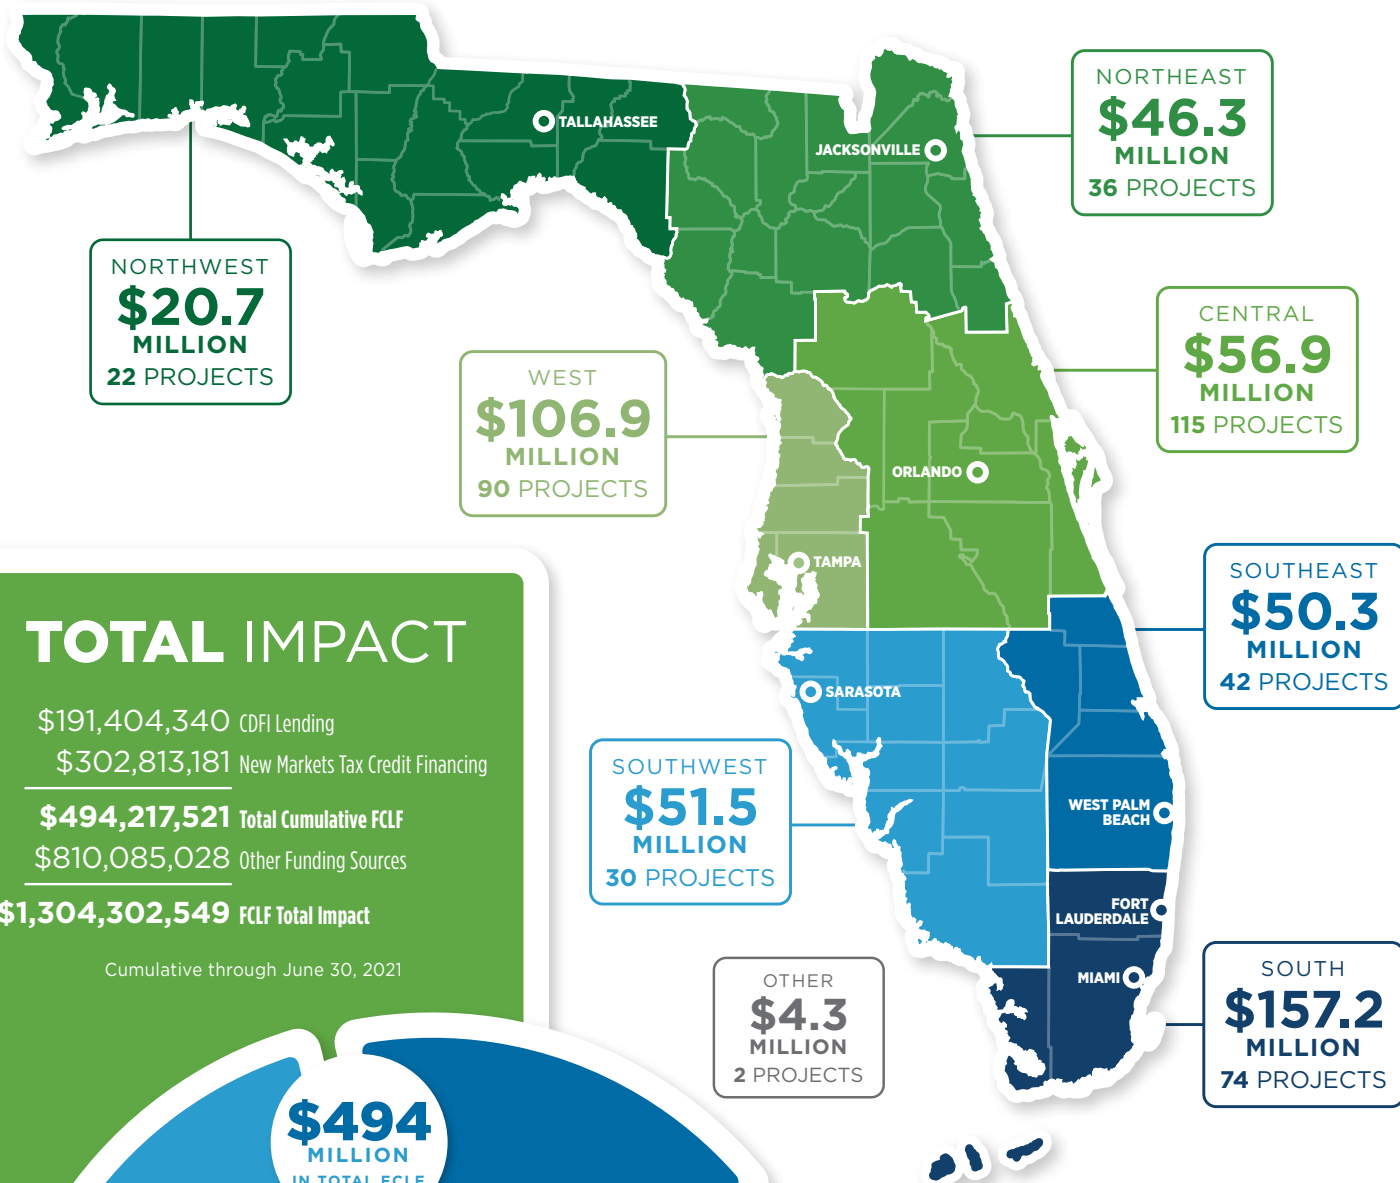 TALLAHASSEE
JACKSONVILLE
NORTHEAST
$46.3
MILLION
36 PROJECTS
NORTHWEST
$20.7
MILLION
22 PROJECTS
CENTRAL
$56.9
MILLION
115 PROJECTS
WEST
$106.9
MILLION
90 PROJECTS
ORLANDO
TAMPA
SOUTHEAST
$50.3
MILLION
42 PROJECTS
TOTAL IMPACT
$191,404,340 CDFI Lending
$302,813,181 New Markets Tax Credit Financing
$494,217,521 Total Cumulative FCLF
$810,085,028 Other Funding Sources
$1,304,302,549 FCLF Total Impact
Cumulative through June 30, 2021
SARASOTA
SOUTHWEST
$51.5
MILLION
30 PROJECTS
WEST PALM
BEACH
FORT
LAUDERDALE
MIAMI
OTHER
$4.3
MILLION
2 PROJECTS
SOUTH
$157.2
MILLION
74 PROJECTS
$494
MILLION
IN TOTAL FCLF